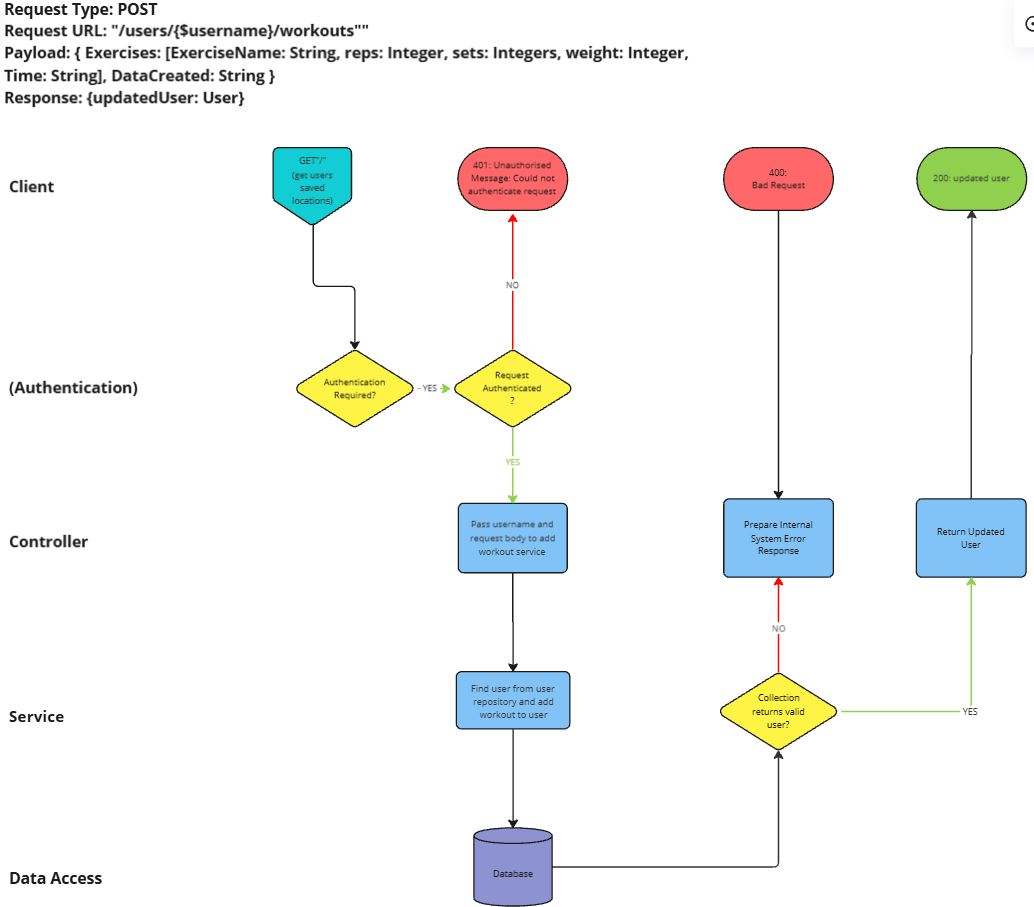 Request Type: POST
Request URL: "/users/{$username}/workouts""
Payload: { Exercises: [ExerciseName: String, reps: Integer, sets: Integers, weight: Integer,
Time: String], DataCreated: String }
Response: {updatedUser: User}
Client
GET"/"
(get users
saved
locations)
401: Unauthorised
Message: Could not
authenticate request
400:
Bad Request
200: updated user
NO
(Authentication)
Authentication
Required?
YES
Request
Authenticated
?
YES
Controller
Pass username and
request body to add
workout service
Prepare Internal
System Error
Response
Return Updated
User
NO
Service
Find user from user
repository and add
workout to user
Collection
returns valid
user?
YES
Data Access
Database